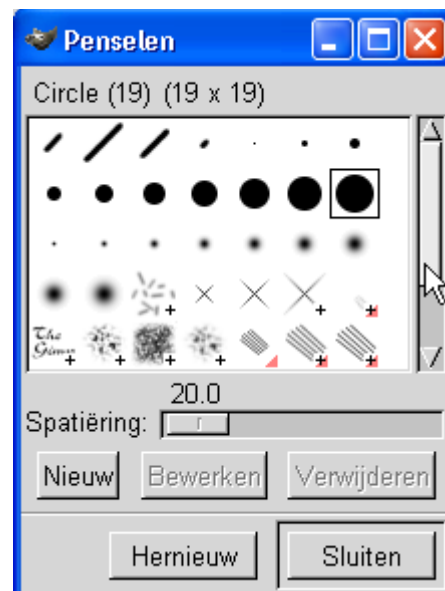 Penselen
Circle (19) (19 x 19)
The
Gimp
20.0
Spatiëring:
Nieuw Bewerken Verwijderen
Hernieuw Sluiten